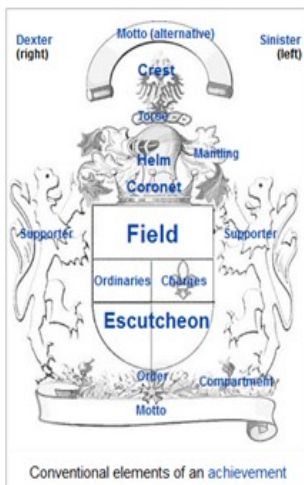 Motto (alternative)
Dexter
(right)
Sinister
(left)
Crest
Torse
Helm
Mantling
Coronet
Supporter
Field
Supporter
Ordinaries
Charges
Escutcheon
Order
Compartment
Motto
Conventional elements of an achievement